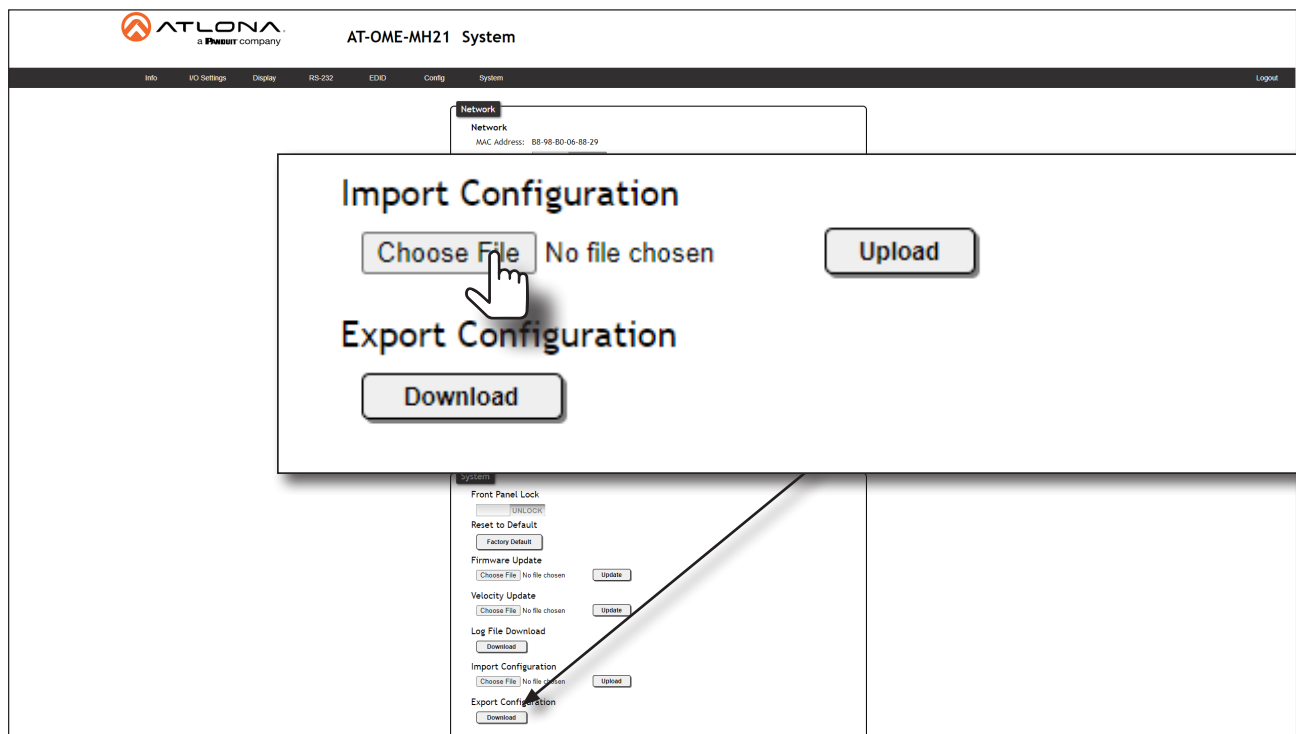 ATLONA.
a PANDUIT company
AT-OME-MH21 System
Info I/O Settings Display RS-232 EDID Config System Logout
Network
Network
MAC Address: B8-98-B0-06-88-29
Import Configuration
Choose File No file chosen Upload
Export Configuration
Download
System
Front Panel Lock
UNLOCK
Reset to Default
Factory Default
Firmware Update
Choose File No file chosen Update
Velocity Update
Choose File No file chosen Update
Log File Download
Download
Import Configuration
Choose File No file chosen Upload
Export Configuration
Download